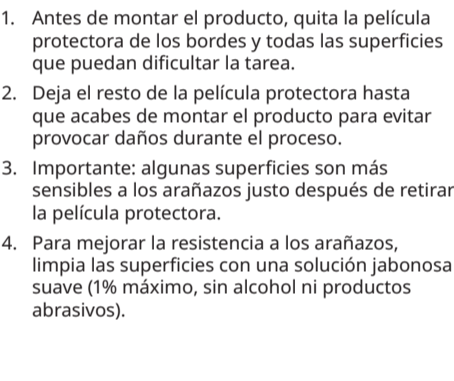 1. Antes de montar el producto, quita la película
protectora de los bordes y todas las superficies
que puedan dificultar la tarea.
2. Deja el resto de la película protectora hasta
que acabes de montar el producto para evitar
provocar daños durante el proceso.
3. Importante: algunas superficies son más
sensibles a los arañazos justo después de retirar
la película protectora.
4. Para mejorar la resistencia a los arañazos,
limpia las superficies con una solución jabonosa
suave (1% máximo, sin alcohol ni productos
abrasivos).